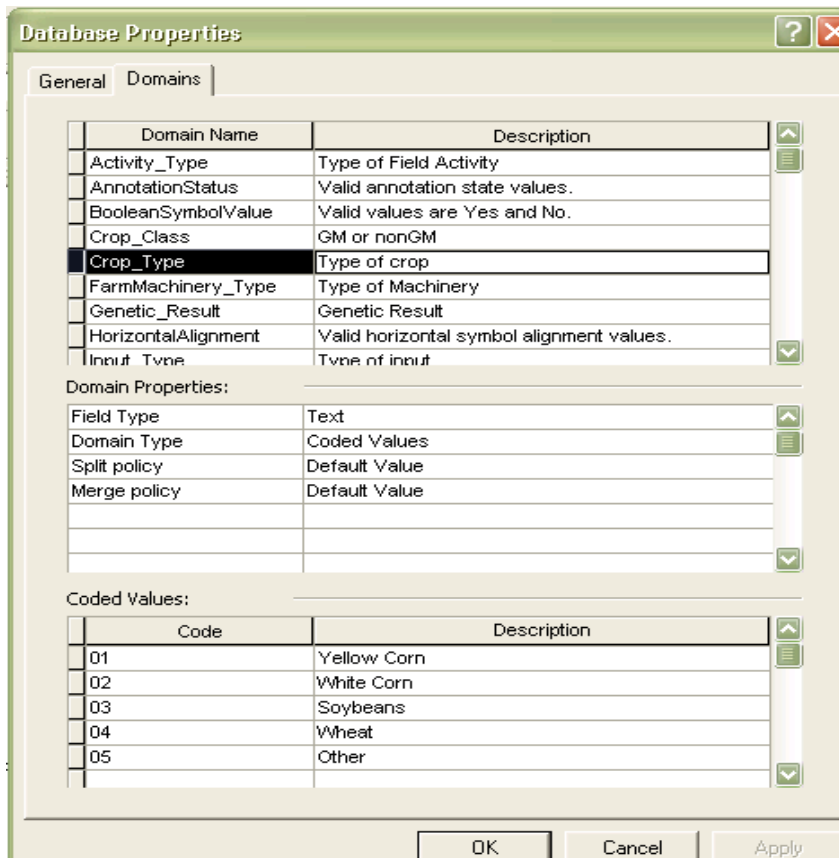 Database Properties
General Domains
Domain Name Description
Activity_Type Type of Field Activity
AnnotationStatus Valid annotation state values.
BooleanSymbolValue Valid values are Yes and No.
Crop_Class GM or nonGM
Crop_Type Type of crop
FarmMachinery_Type Type of Machinery
Genetic_Result Genetic Result
HorizontalAlignment Valid horizontal symbol alignment values.
Input_Type Type of input
Domain Properties:
Field Type Text
Domain Type Coded Values
Split policy Default Value
Merge policy Default Value
Coded Values:
Code Description
01 Yellow Corn
02 White Corn
03 Soybeans
04 Wheat
05 Other
OK Cancel Apply